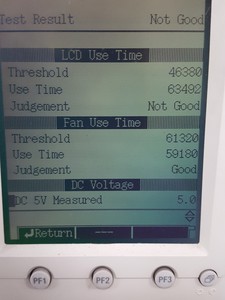 Test Result Not Good
LCD Use Time
Threshold 46380
Use Time 63492
Judgement Not Good
Fan Use Time
Threshold 61320
Use Time 59180
Judgement Good
DC Voltage
DC 5V Measured 5.0
Return ---
PF1 PF2 PF3